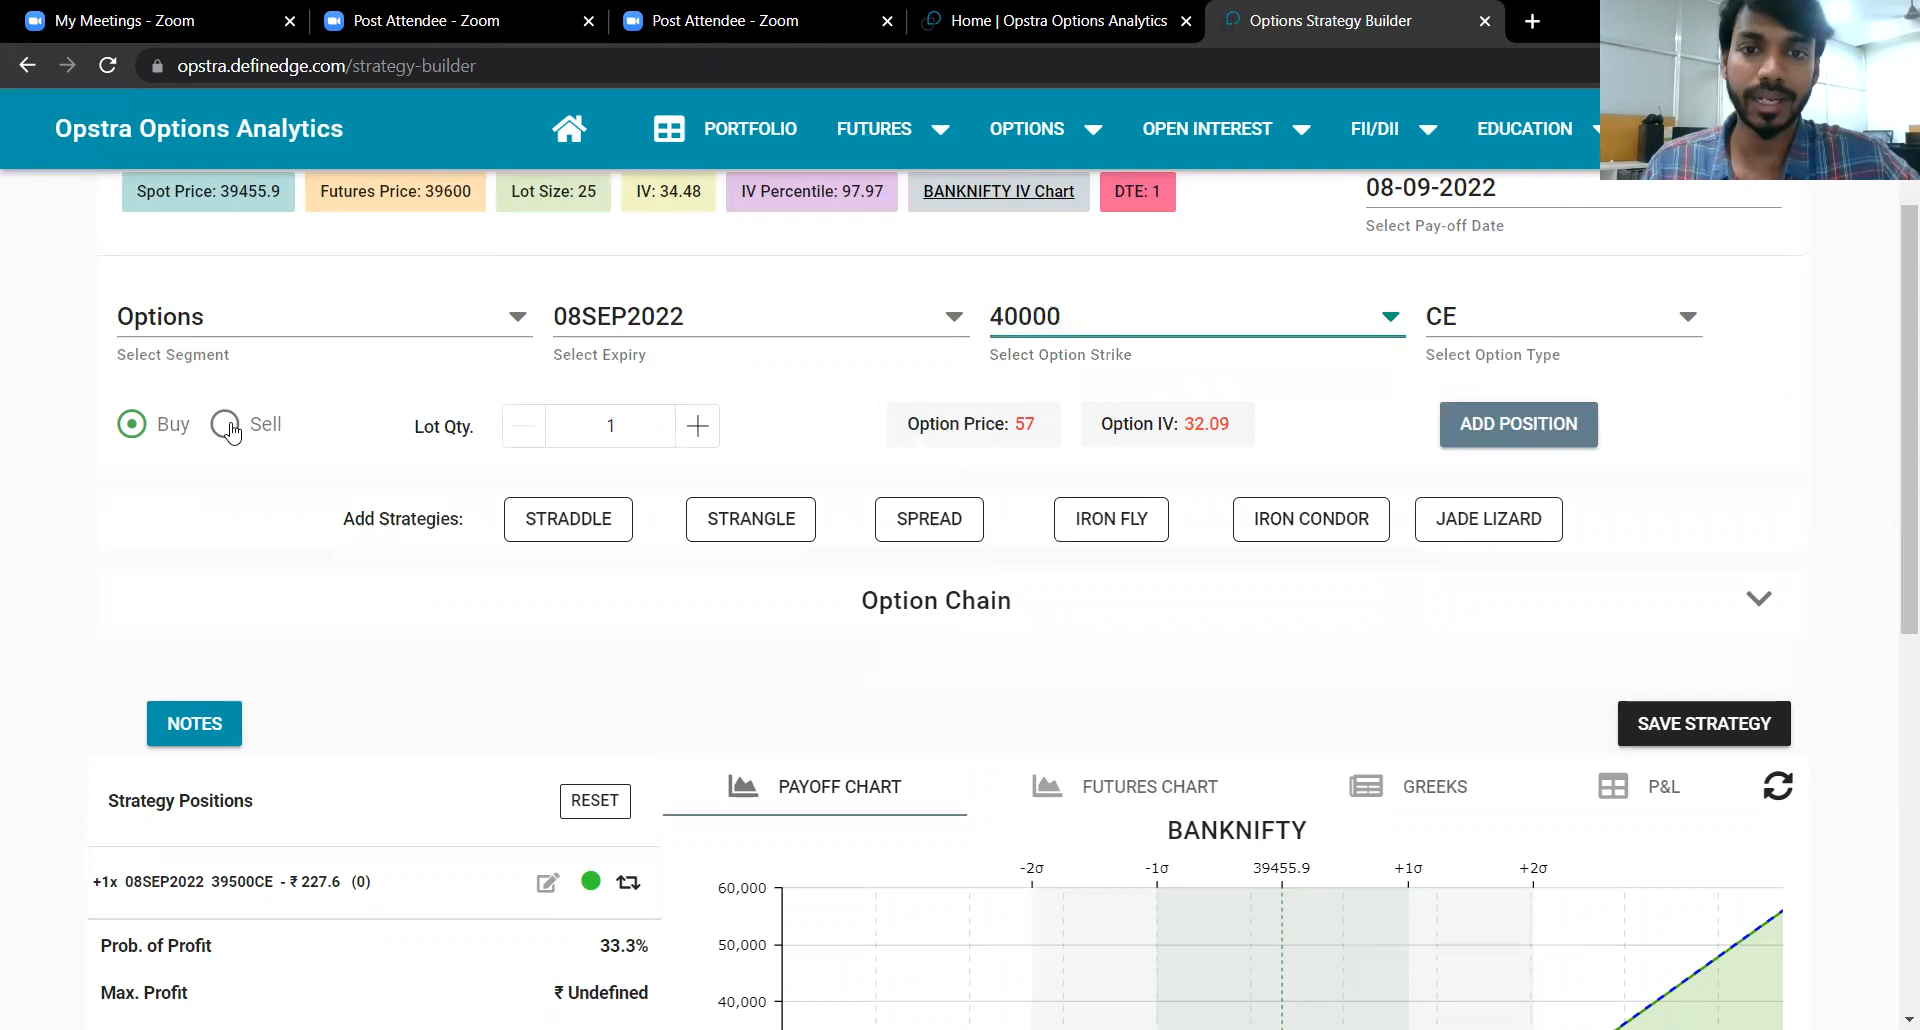 My Meetings - Zoom
Post Attendee - Zoom
Post Attendee - Zoom
Home | Opstra Options Analytics
Options Strategy Builder
opstra.definedge.com/strategy-builder
Opstra Options Analytics
PORTFOLIO
FUTURES
OPTIONS
OPEN INTEREST
FII/DII
EDUCATION
Spot Price: 39455.9
Futures Price: 39600
Lot Size: 25
IV: 34.48
IV Percentile: 97.97
BANKNIFTY IV Chart
DTE: 1
08-09-2022
Select Pay-off Date
Options
08SEP2022
40000
CE
Select Segment
Select Expiry
Select Option Strike
Select Option Type
Buy
Sell
Lot Qty.
1
Option Price: 57
Option IV: 32.09
ADD POSITION
Add Strategies:
STRADDLE
STRANGLE
SPREAD
IRON FLY
IRON CONDOR
JADE LIZARD
Option Chain
NOTES
SAVE STRATEGY
Strategy Positions
RESET
PAYOFF CHART
FUTURES CHART
GREEKS
P&L
BANKNIFTY
-2σ
-1σ
39455.9
+1σ
+2σ
+1x 08SEP2022 39500CE - ₹ 227.6 (0)
60,000
50,000
40,000
Prob. of Profit
33.3%
Max. Profit
₹ Undefined